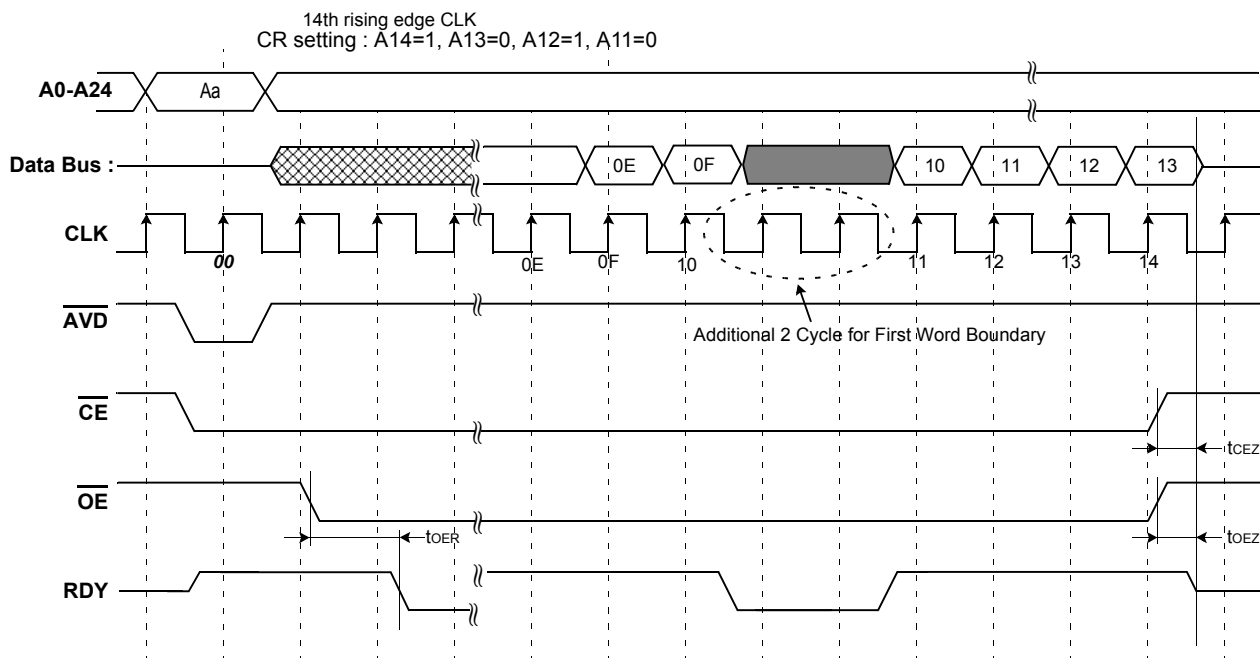 14th rising edge CLK
CR setting : A14=1, A13=0, A12=1, A11=0
A0-A24
Aa
Data Bus :
0E 0F 10 11 12 13
CLK
00 0E 0F 10 11 12 13 14
AVD
Additional 2 Cycle for First Word Boundary
CE
tCEZ
OE
tOER
tOEZ
RDY